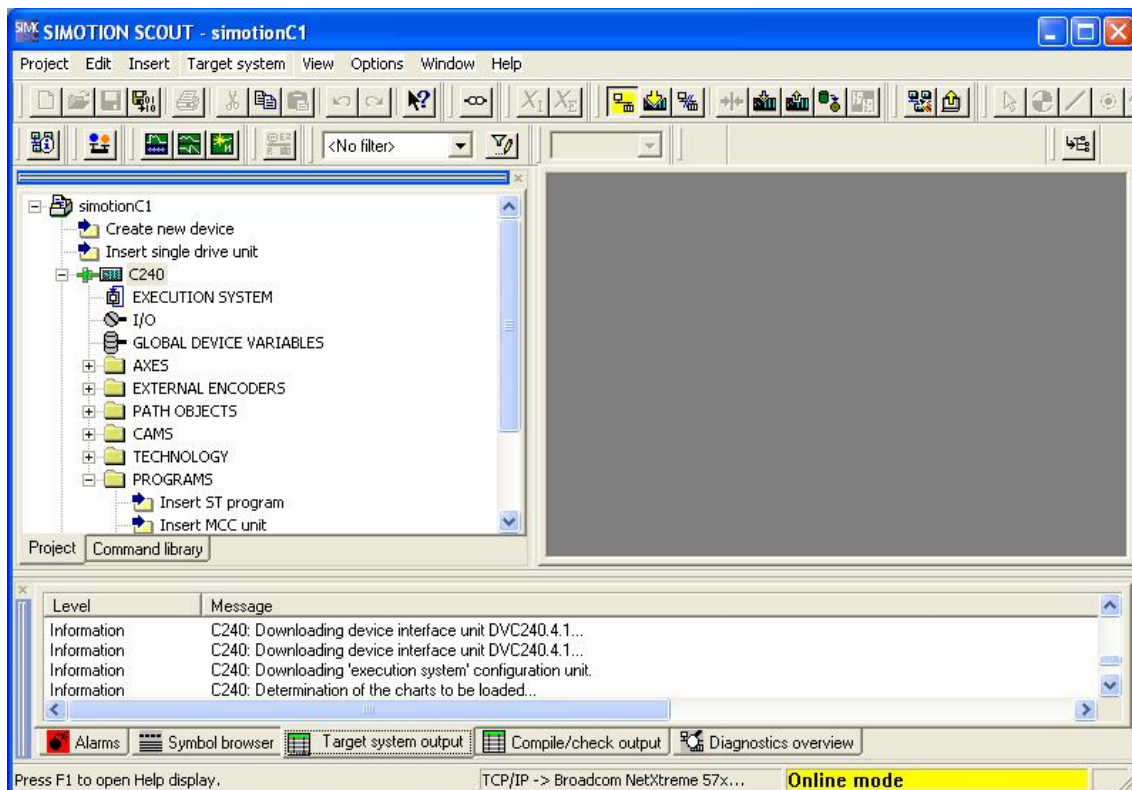 SIMOTION SCOUT - simotionC1
Project Edit Insert Target system View Options Window Help
<No filter>
simotionC1
Create new device
Insert single drive unit
C240
EXECUTION SYSTEM
I/O
GLOBAL DEVICE VARIABLES
AXES
EXTERNAL ENCODERS
PATH OBJECTS
CAMS
TECHNOLOGY
PROGRAMS
Insert ST program
Insert MCC unit
Project Command library
Level Message
Information C240: Downloading device interface unit DVC240.4.1...
Information C240: Downloading device interface unit DVC240.4.1...
Information C240: Downloading 'execution system' configuration unit.
Information C240: Determination of the charts to be loaded...
Alarms Symbol browser Target system output Compile/check output Diagnostics overview
Press F1 to open Help display. TCP/IP -> Broadcom NetXtreme 57x... Online mode